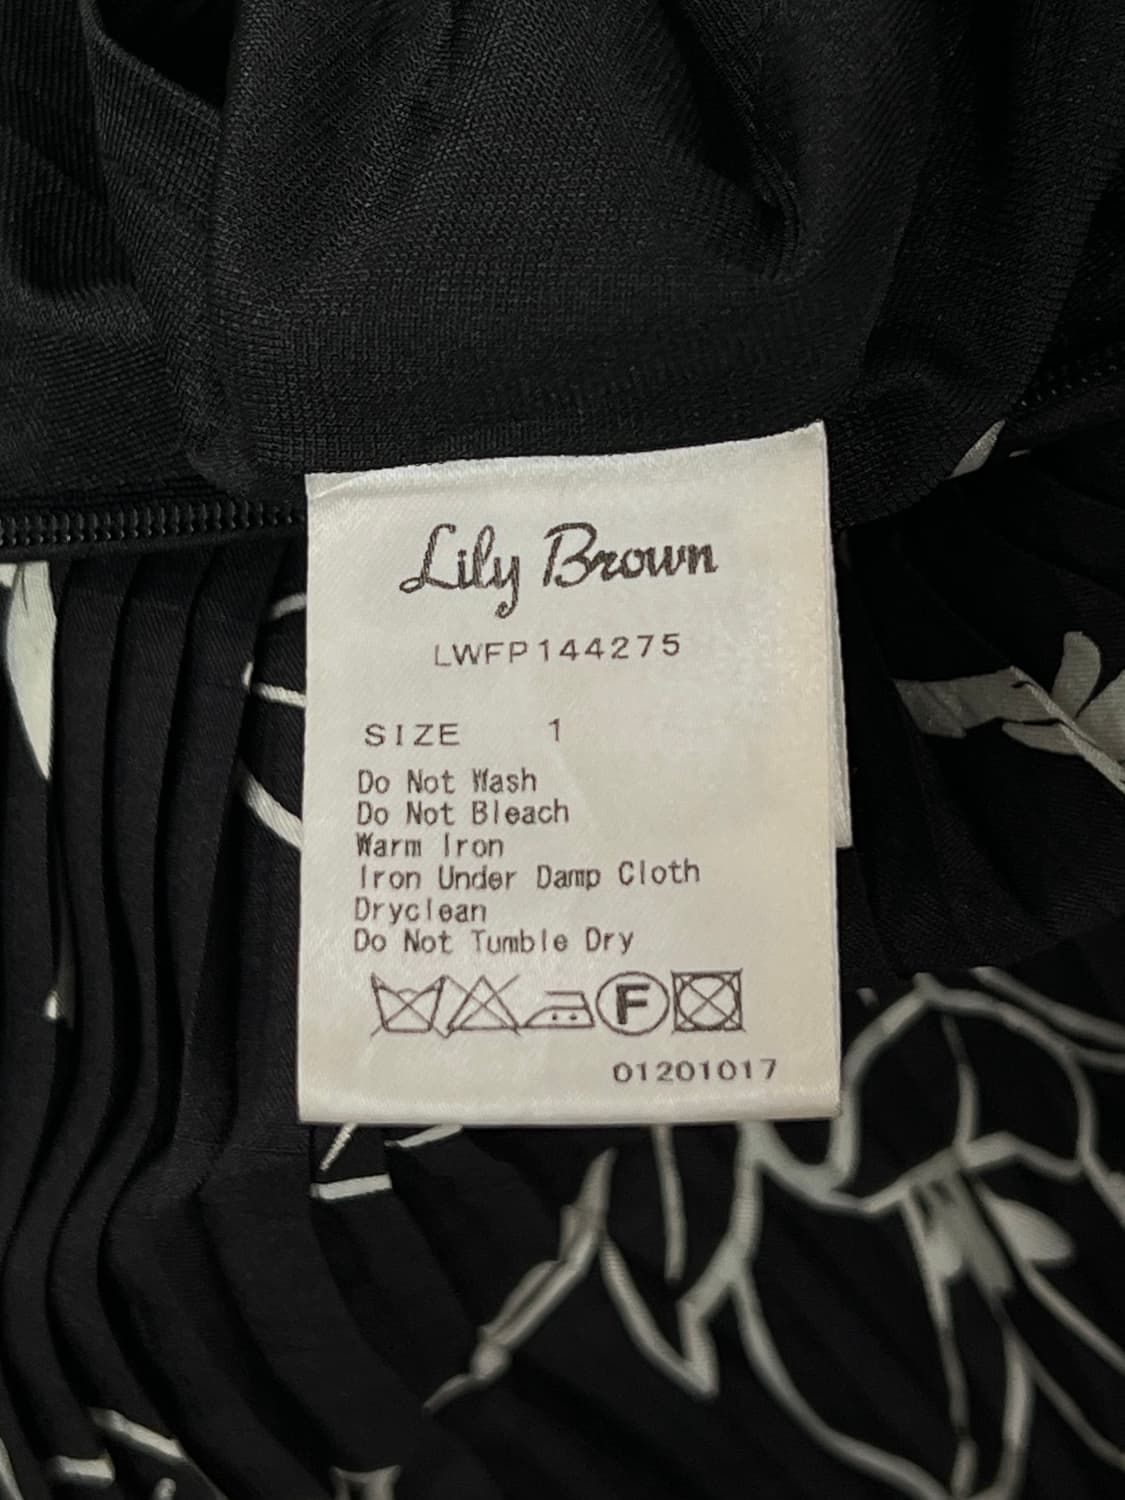 Lily Brown
LWFP144275
SIZE 1
Do Not Wash
Do Not Bleach
Warm Iron
Iron Under Damp Cloth
Dryclean
Do Not Tumble Dry
F
01201017